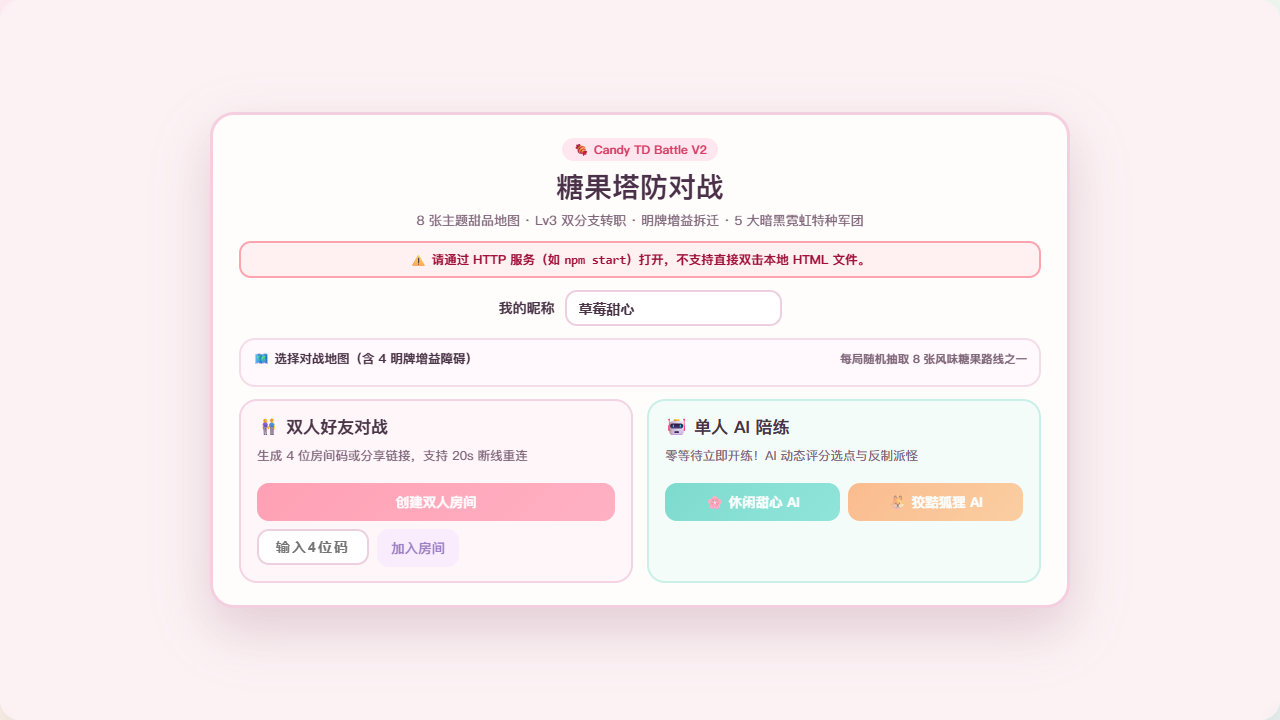 Candy TD Battle V2
糖果塔防对战
8 张主题甜品地图 · Lv3 双分支转职 · 明牌增益拆迁 · 5 大暗黑霓虹特种军团
⚠️ 请通过 HTTP 服务（如 npm start）打开，不支持直接双击本地 HTML 文件。
我的昵称 草莓甜心
选择对战地图（含 4 明牌增益障碍） 每局随机抽取 8 张风味糖果路线之一
双人好友对战
生成 4 位房间码或分享链接，支持 20s 断线重连
创建双人房间
输入4位码 加入房间
单人 AI 陪练
零等待立即开练！AI 动态评分选点与反制派怪
休闲甜心 AI 狡黠狐狸 AI